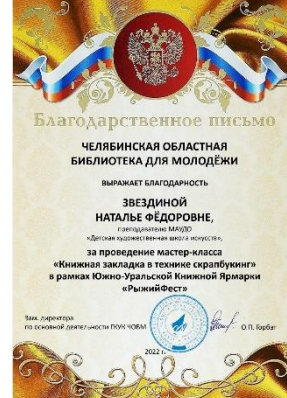 Благодарственное письмо
ЧЕЛЯБИНСКАЯ ОБЛАСТНАЯ
БИБЛИОТЕКА ДЛЯ МОЛОДЁЖИ
ВЫРАЖАЕТ БЛАГОДАРНОСТЬ
ЗВЕЗДИНОЙ
НАТАЛЬЕ ФЁДОРОВНЕ,
преподавателю МАУДО
«Детская художественная школа искусств»,
за проведение мастер-класса
«Книжная закладка в технике скрапбукинг»
в рамках Южно-Уральской Книжной Ярмарки
«РыжийФест»
Зам. директора
по основной деятельности ГКУК ЧОБМ
О.П. Горбат
2022 г.